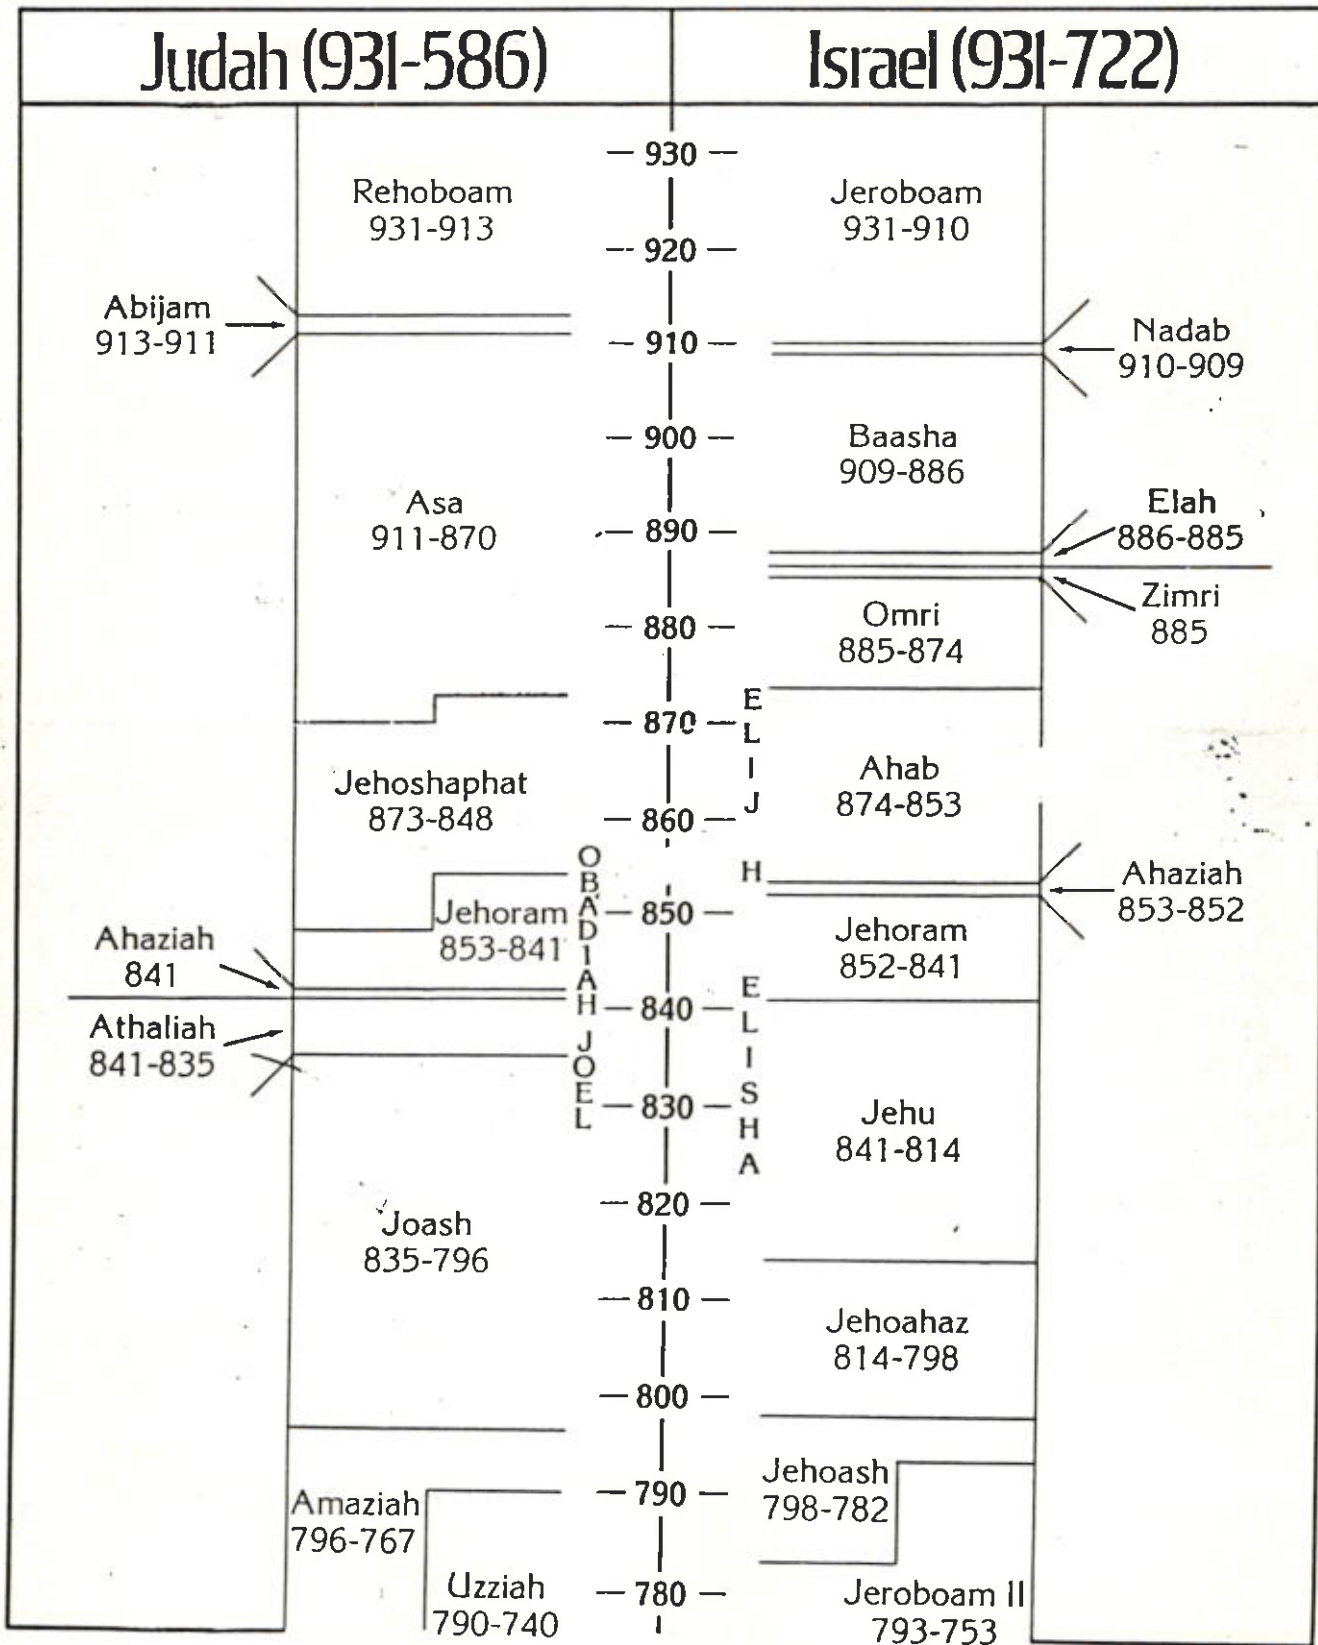 Judah (931-586)
Israel (931-722)
Rehoboam
931-913
Abijam
913-911
Asa
911-870
Jehoshaphat
873-848
Jehoram
853-841
Ahaziah
841
Athaliah
841-835
Joash
835-796
Amaziah
796-767
Uzziah
790-740
OBADIAH
JOEL
— 930 —
-- 920 —
— 910 —
— 900 —
— 890 —
— 880 —
— 870 —
— 860 —
— 850 —
— 840 —
— 830 —
— 820 —
— 810 —
— 800 —
— 790 —
— 780 —
ELIJ H
ELISHA
Jeroboam
931-910
Nadab
910-909
Baasha
909-886
Elah
886-885
Zimri
885
Omri
885-874
Ahab
874-853
Ahaziah
853-852
Jehoram
852-841
Jehu
841-814
Jehoahaz
814-798
Jehoash
798-782
Jeroboam II
793-753